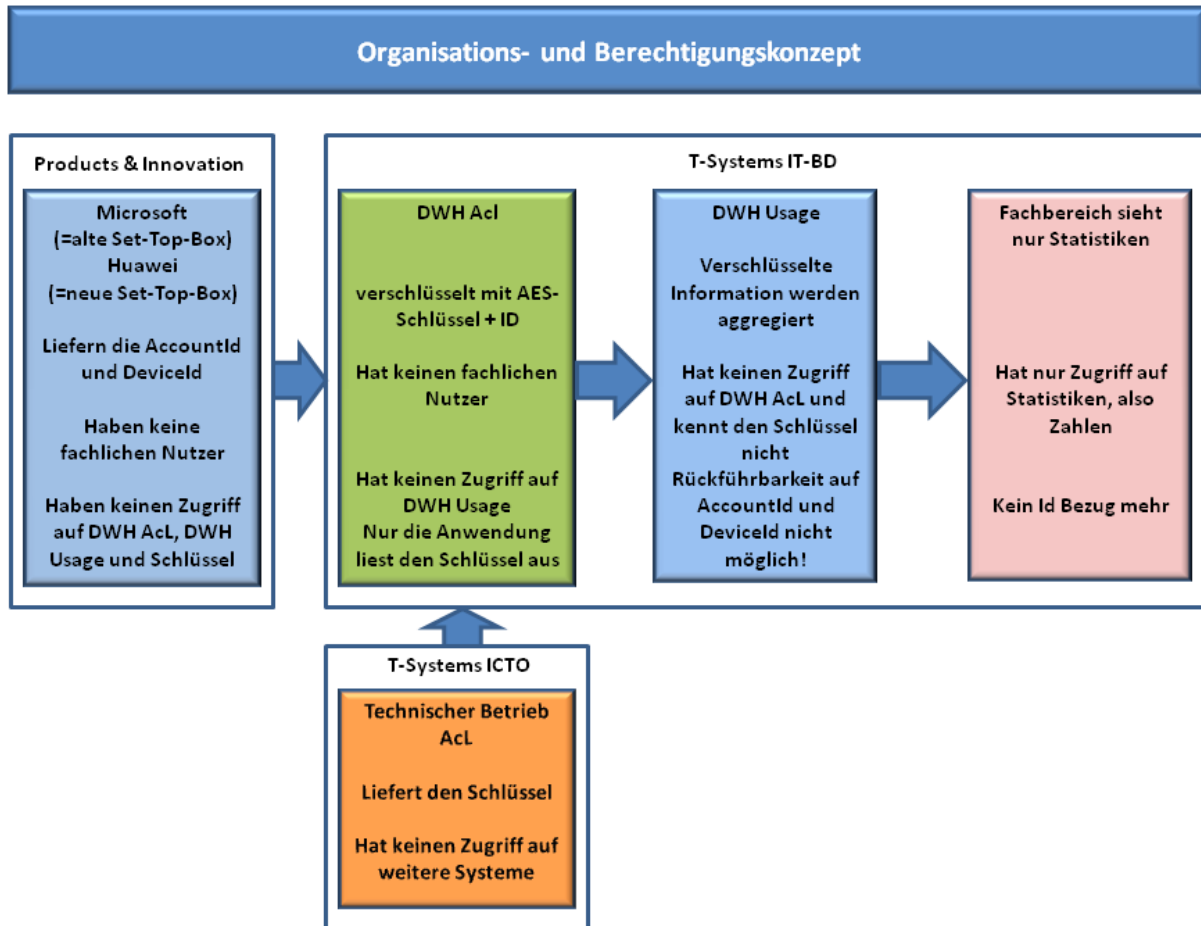 Organisations- und Berechtigungskonzept
Products & Innovation
Microsoft
(=alte Set-Top-Box)
Huawei
(=neue Set-Top-Box)
Liefern die AccountId
und DeviceId
Haben keine
fachlichen Nutzer
Haben keinen Zugriff
auf DWH AcL, DWH
Usage und Schlüssel
T-Systems IT-BD
DWH Acl
verschlüsselt mit AES-
Schlüssel + ID
Hat keinen fachlichen
Nutzer
Hat keinen Zugriff auf
DWH Usage
Nur die Anwendung
liest den Schlüssel aus
DWH Usage
Verschlüsselte
Information werden
aggregiert
Hat keinen Zugriff
auf DWH AcL und
kennt den Schlüssel
nicht
Rückführbarkeit auf
AccountId und
DeviceId nicht
möglich!
Fachbereich sieht
nur Statistiken
Hat nur Zugriff auf
Statistiken, also
Zahlen
Kein Id Bezug mehr
T-Systems ICTO
Technischer Betrieb
AcL
Liefert den Schlüssel
Hat keinen Zugriff auf
weitere Systeme